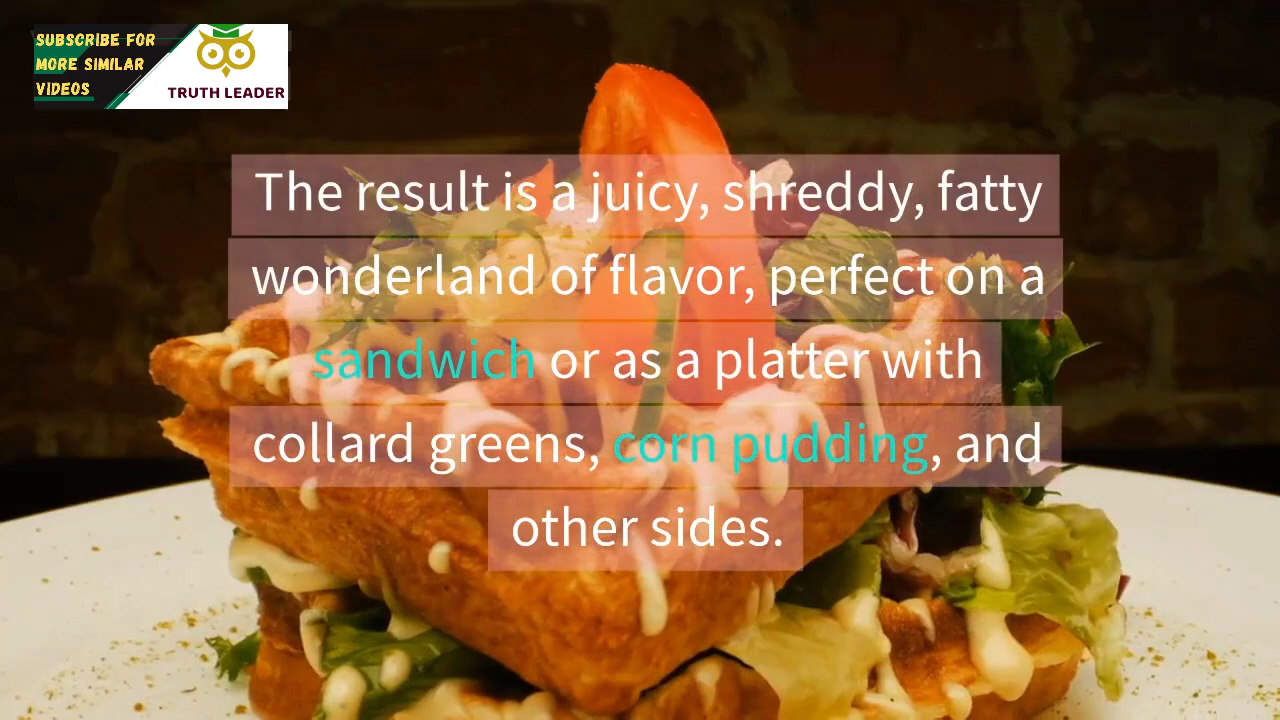 SUBSCRIBE FOR
MORE SIMILAR
VIDEOS
TRUTH LEADER
The result is a juicy, shreddy, fatty
wonderland of flavor, perfect on a
sandwich or as a platter with
collard greens, corn pudding, and
other sides.